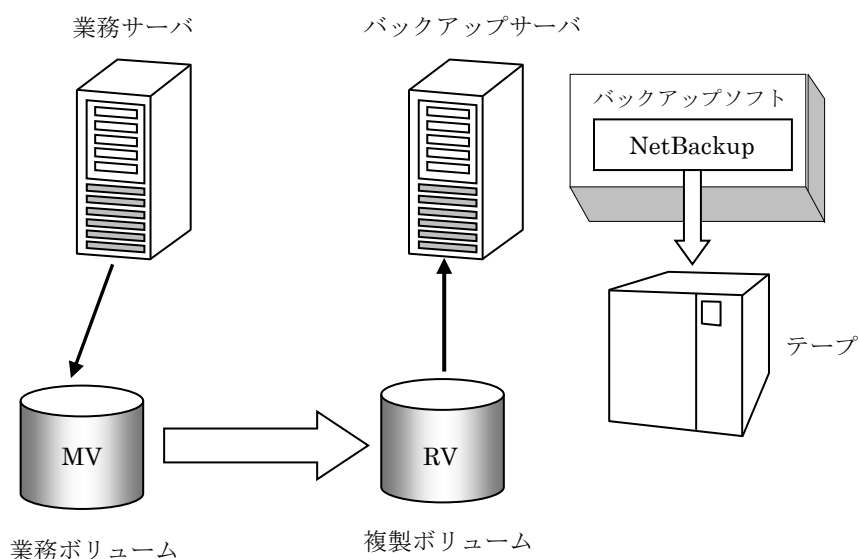 業務サーバ
バックアップサーバ
バックアップソフト
NetBackup
テープ
MV
RV
業務ボリューム
複製ボリューム